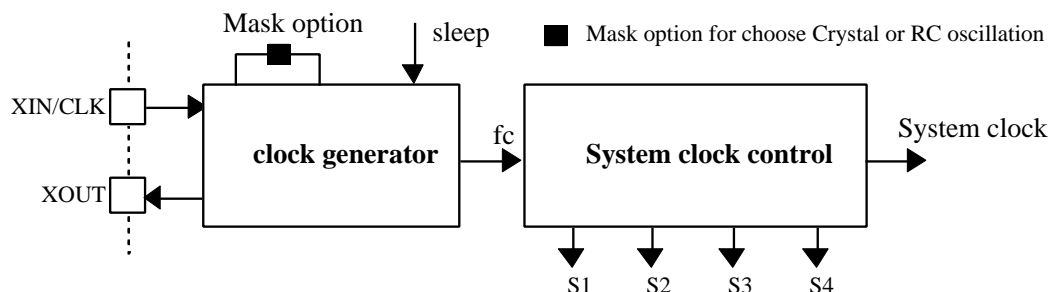 Mask option
sleep
Mask option for choose Crystal or RC oscillation
XIN/CLK
clock generator
fc
System clock control
System clock
XOUT
S1
S2
S3
S4